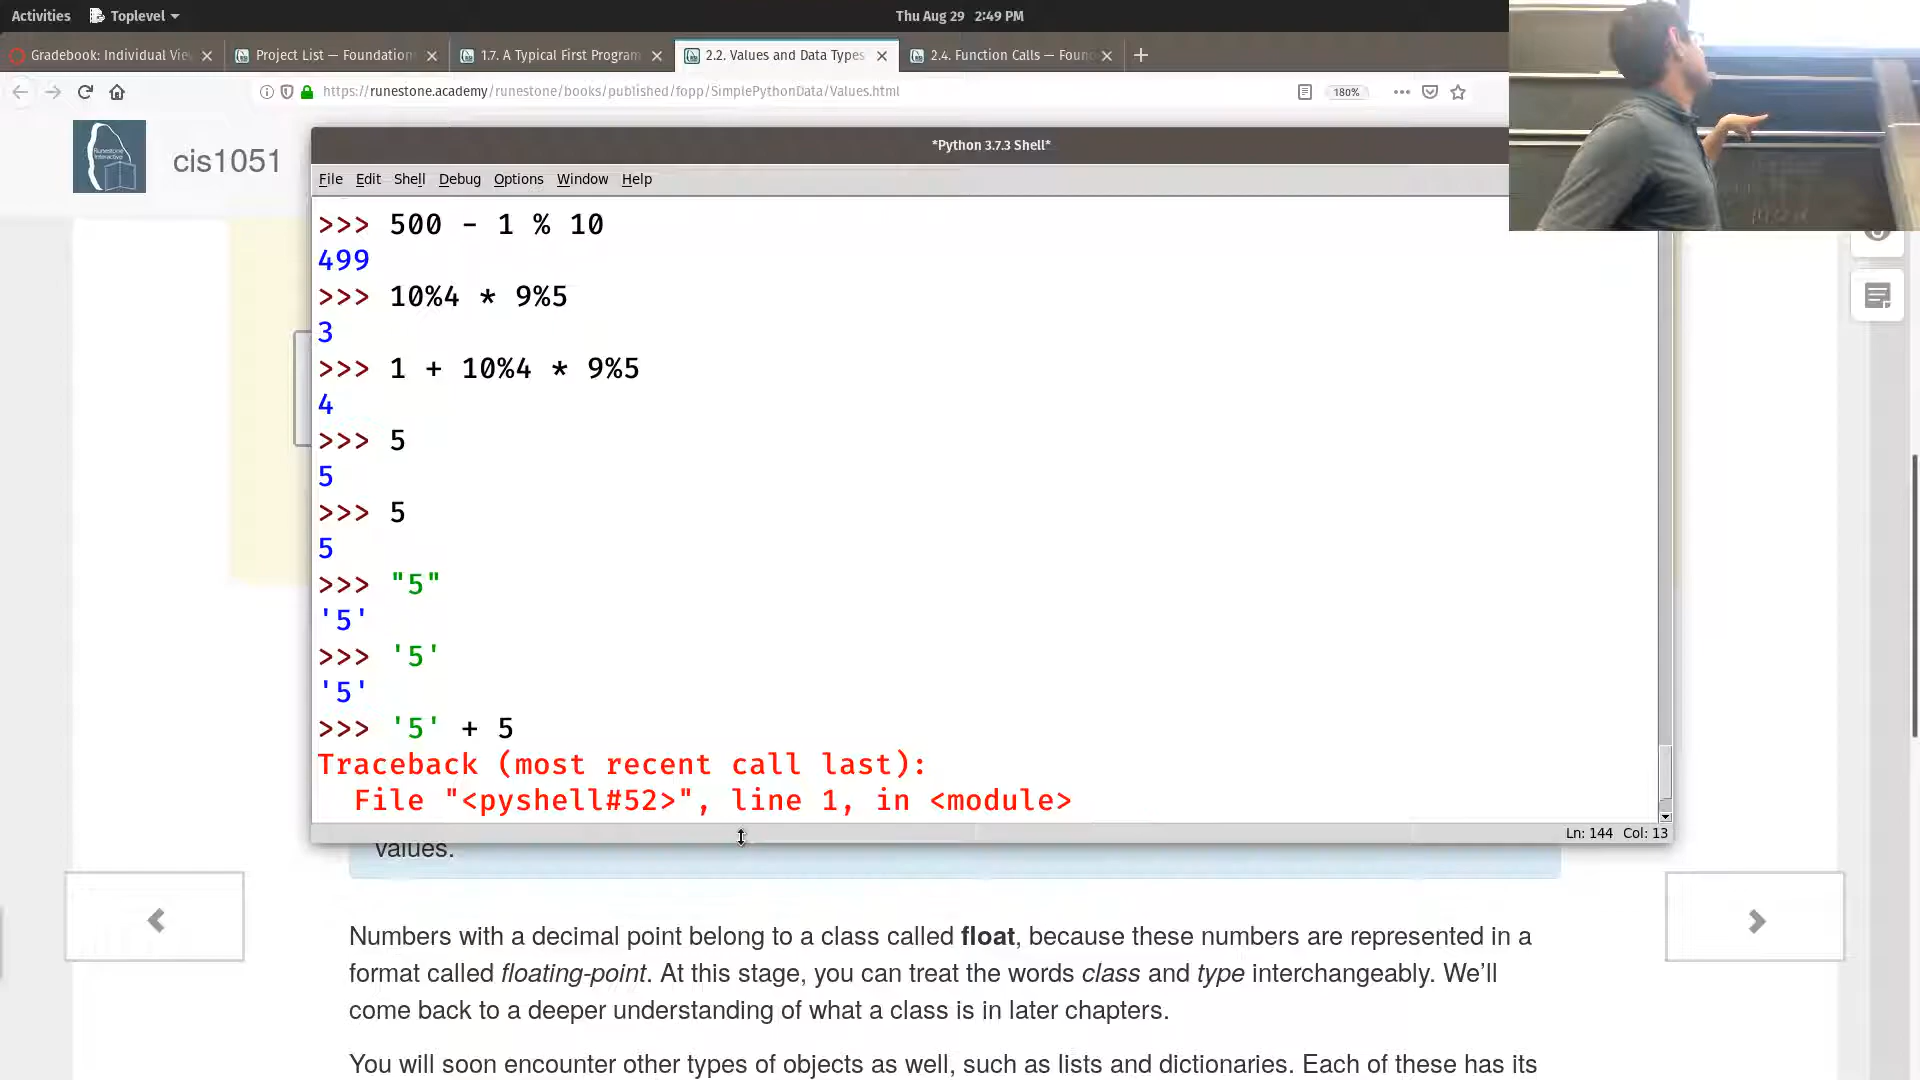 Activities
Toplevel
Thu Aug 29 2:49 PM
Gradebook: Individual Vie
Project List — Foundation
1.7. A Typical First Program
2.2. Values and Data Types
2.4. Function Calls — Foun
https://runestone.academy/runestone/books/published/fopp/SimplePythonData/Values.html
180%
Runestone
Interactive
cis1051
*Python 3.7.3 Shell*
File Edit Shell Debug Options Window Help
>>> 500 - 1 % 10
499
>>> 10%4 * 9%5
3
>>> 1 + 10%4 * 9%5
4
>>> 5
5
>>> 5
5
>>> "5"
'5'
>>> '5'
'5'
>>> '5' + 5
Traceback (most recent call last):
File "<pyshell#52>", line 1, in <module>
Ln: 144 Col: 13
values.
Numbers with a decimal point belong to a class called float, because these numbers are represented in a
format called floating-point. At this stage, you can treat the words class and type interchangeably. We’ll
come back to a deeper understanding of what a class is in later chapters.
You will soon encounter other types of objects as well, such as lists and dictionaries. Each of these has its